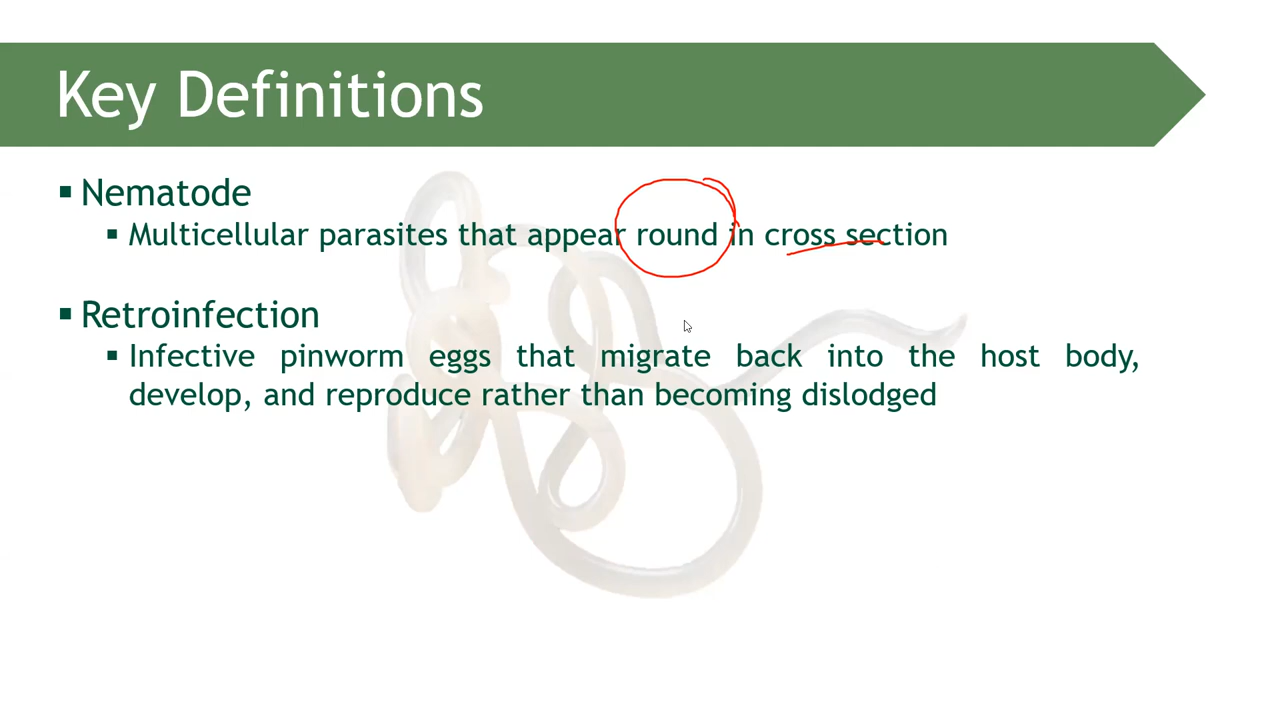 Key Definitions
▪ Nematode
▪ Multicellular parasites that appear round in cross section
▪ Retroinfection
▪ Infective pinworm eggs that migrate back into the host body,
develop, and reproduce rather than becoming dislodged